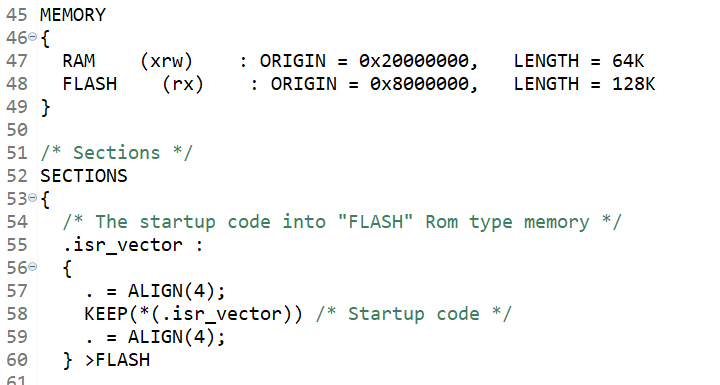 45 MEMORY
46 {
47   RAM    (xrw)    : ORIGIN = 0x20000000,   LENGTH = 64K
48   FLASH    (rx)    : ORIGIN = 0x8000000,   LENGTH = 128K
49 }
50
51 /* Sections */
52 SECTIONS
53 {
54   /* The startup code into "FLASH" Rom type memory */
55   .isr_vector :
56   {
57     . = ALIGN(4);
58     KEEP(*(.isr_vector)) /* Startup code */
59     . = ALIGN(4);
60   } >FLASH
61